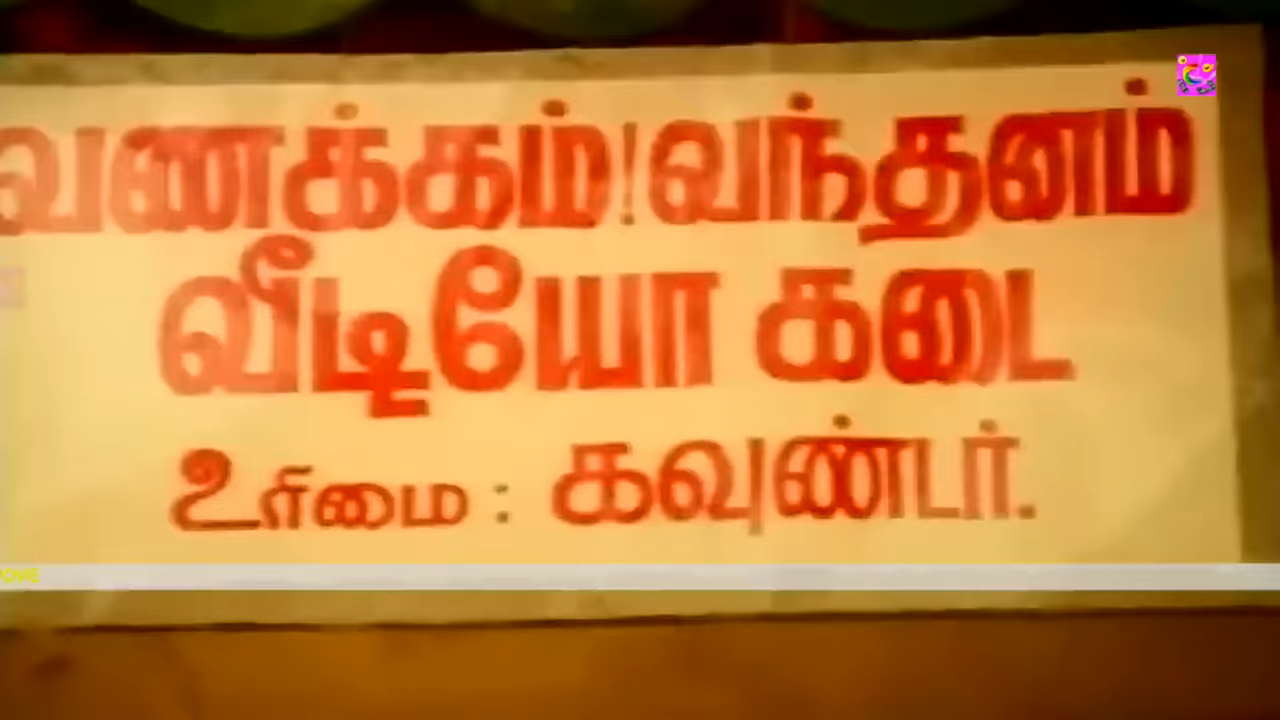 வணக்கம்!வந்தனம்
வீடியோ கடை
உரிமை : கவுண்டர்.